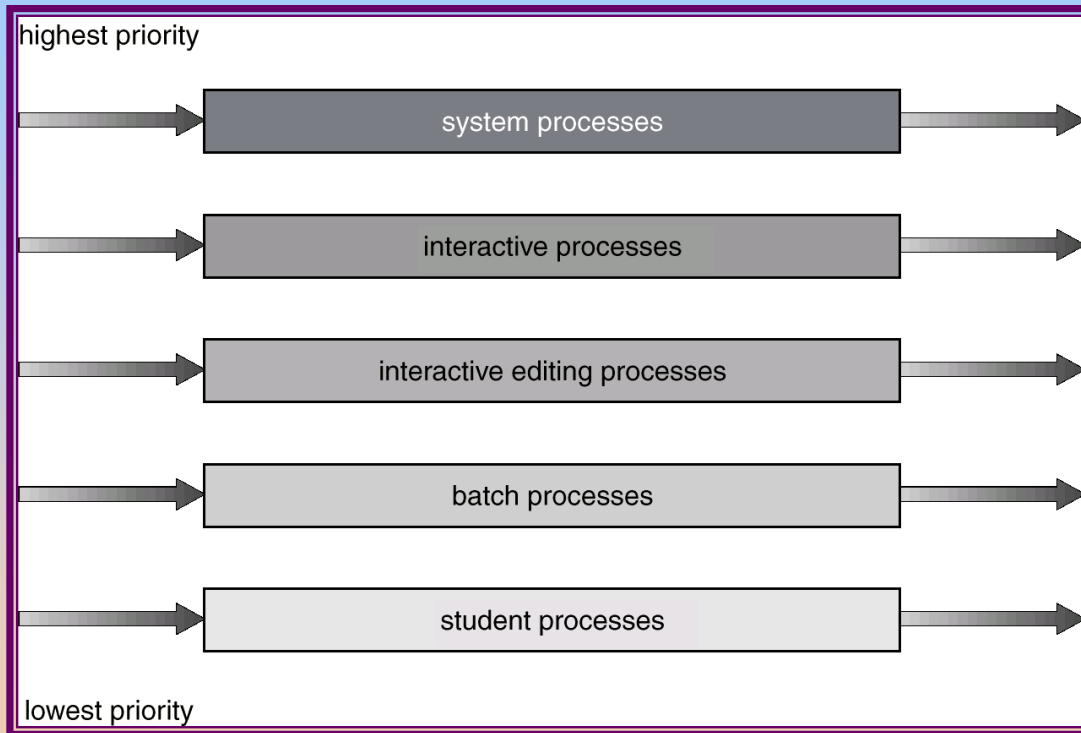 highest priority
system processes
interactive processes
interactive editing processes
batch processes
student processes
lowest priority